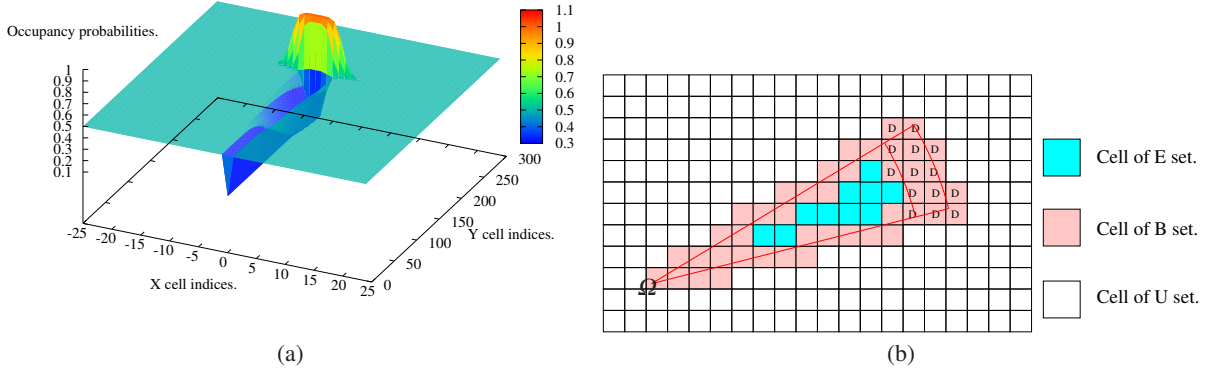 Occupancy probabilities.
1
0.9
0.8
0.7
0.6
0.5
0.4
0.3
0.2
0.1
1.1
1
0.9
0.8
0.7
0.6
0.5
0.4
0.3
300
250
200
150
100
50
0
Y cell indices.
-25
-20
-15
-10
-5
0
5
10
15
20
25
X cell indices.
(a)
D D
D D D
D D D
D D D
D D D
Ω
Cell of E set.
Cell of B set.
Cell of U set.
(b)